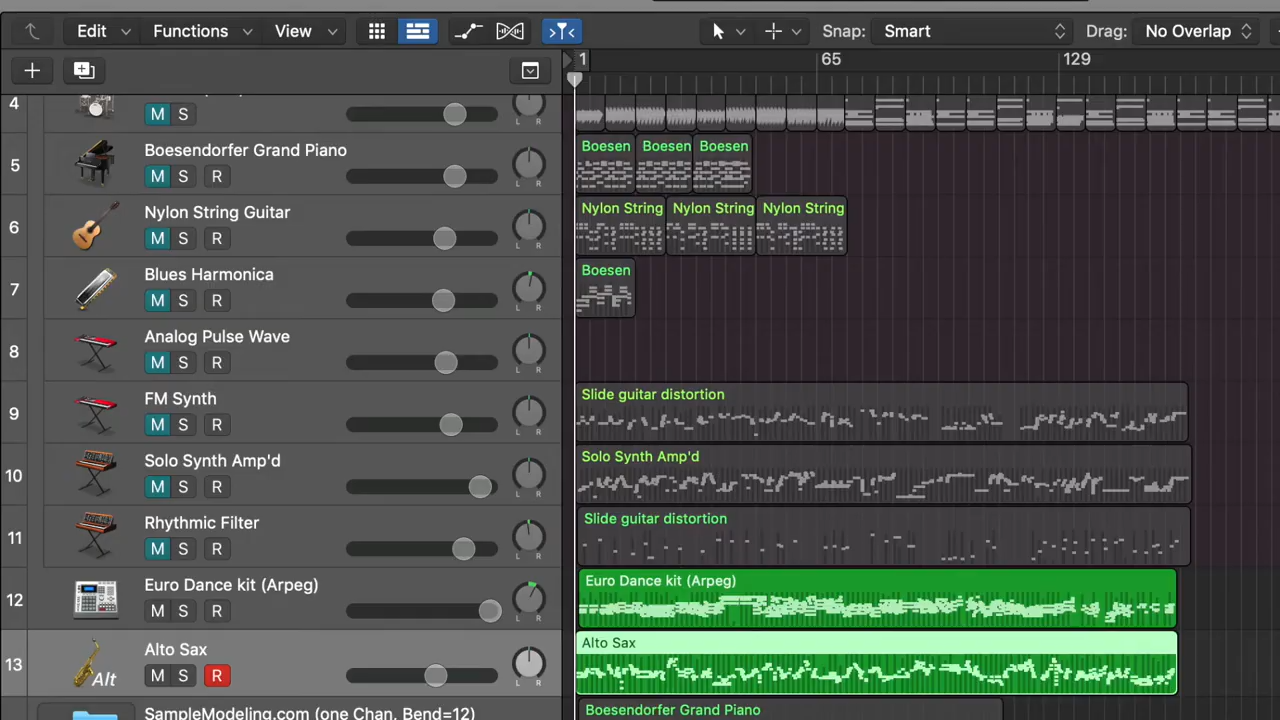 Edit Functions View Snap: Smart Drag: No Overlap
1 65 129
4 M S L R
5 Boesendorfer Grand Piano M S R L R Boesen Boesen Boesen
6 Nylon String Guitar M S R L R Nylon String Nylon String Nylon String
7 Blues Harmonica M S R L R Boesen
8 Analog Pulse Wave M S R L R
9 FM Synth M S R L R Slide guitar distortion
10 Solo Synth Amp'd M S R L R Solo Synth Amp'd
11 Rhythmic Filter M S R L R Slide guitar distortion
12 Euro Dance kit (Arpeg) M S R L R Euro Dance kit (Arpeg)
13 Alt Alto Sax M S R L R Alto Sax
SampleModeling.com (one Chan, Bend=12) Boesendorfer Grand Piano